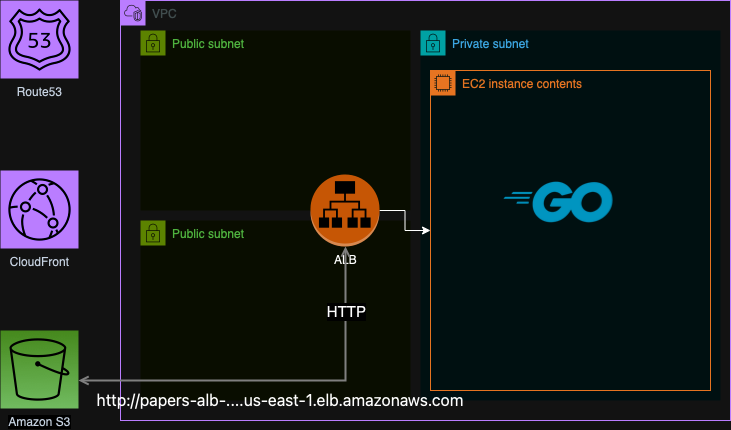 53
Route53
VPC
Public subnet
Private subnet
EC2 instance contents
GO
CloudFront
Public subnet
ALB
HTTP
http://papers-alb-....us-east-1.elb.amazonaws.com
Amazon S3